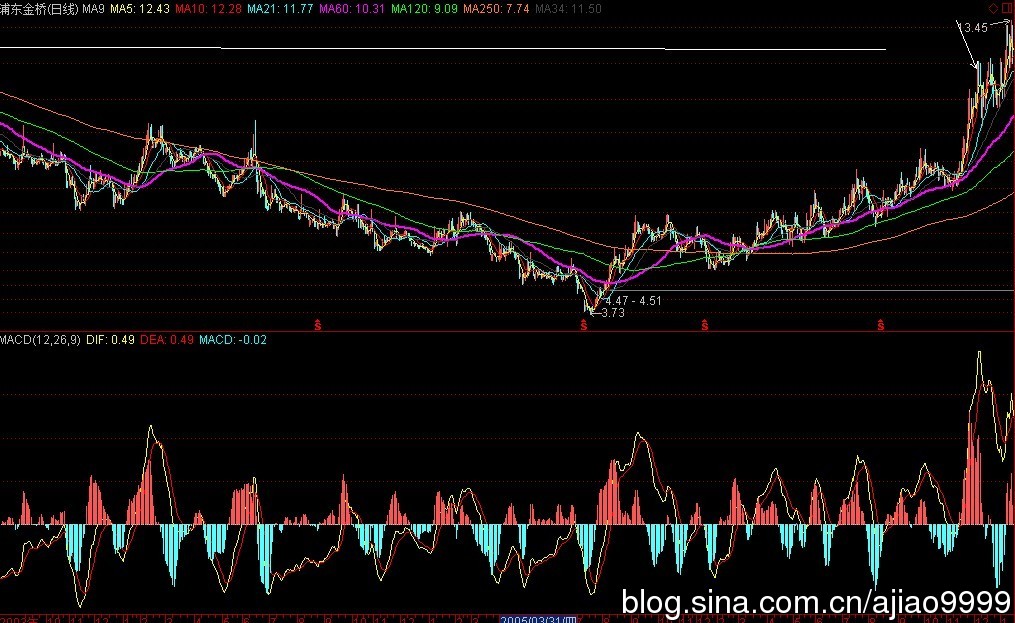 浦东金桥(日线) MA9 MA5: 12.43 MA10: 12.28 MA21: 11.77 MA60: 10.31 MA120: 9.09 MA250: 7.74 MA34: 11.50
13.45
4.47 - 4.51
3.73
Ŝ Ŝ Ŝ Ŝ
MACD(12,26,9) DIF: 0.49 DEA: 0.49 MACD: -0.02
blog.sina.com.cn/ajiao9999
2005/03/31/四